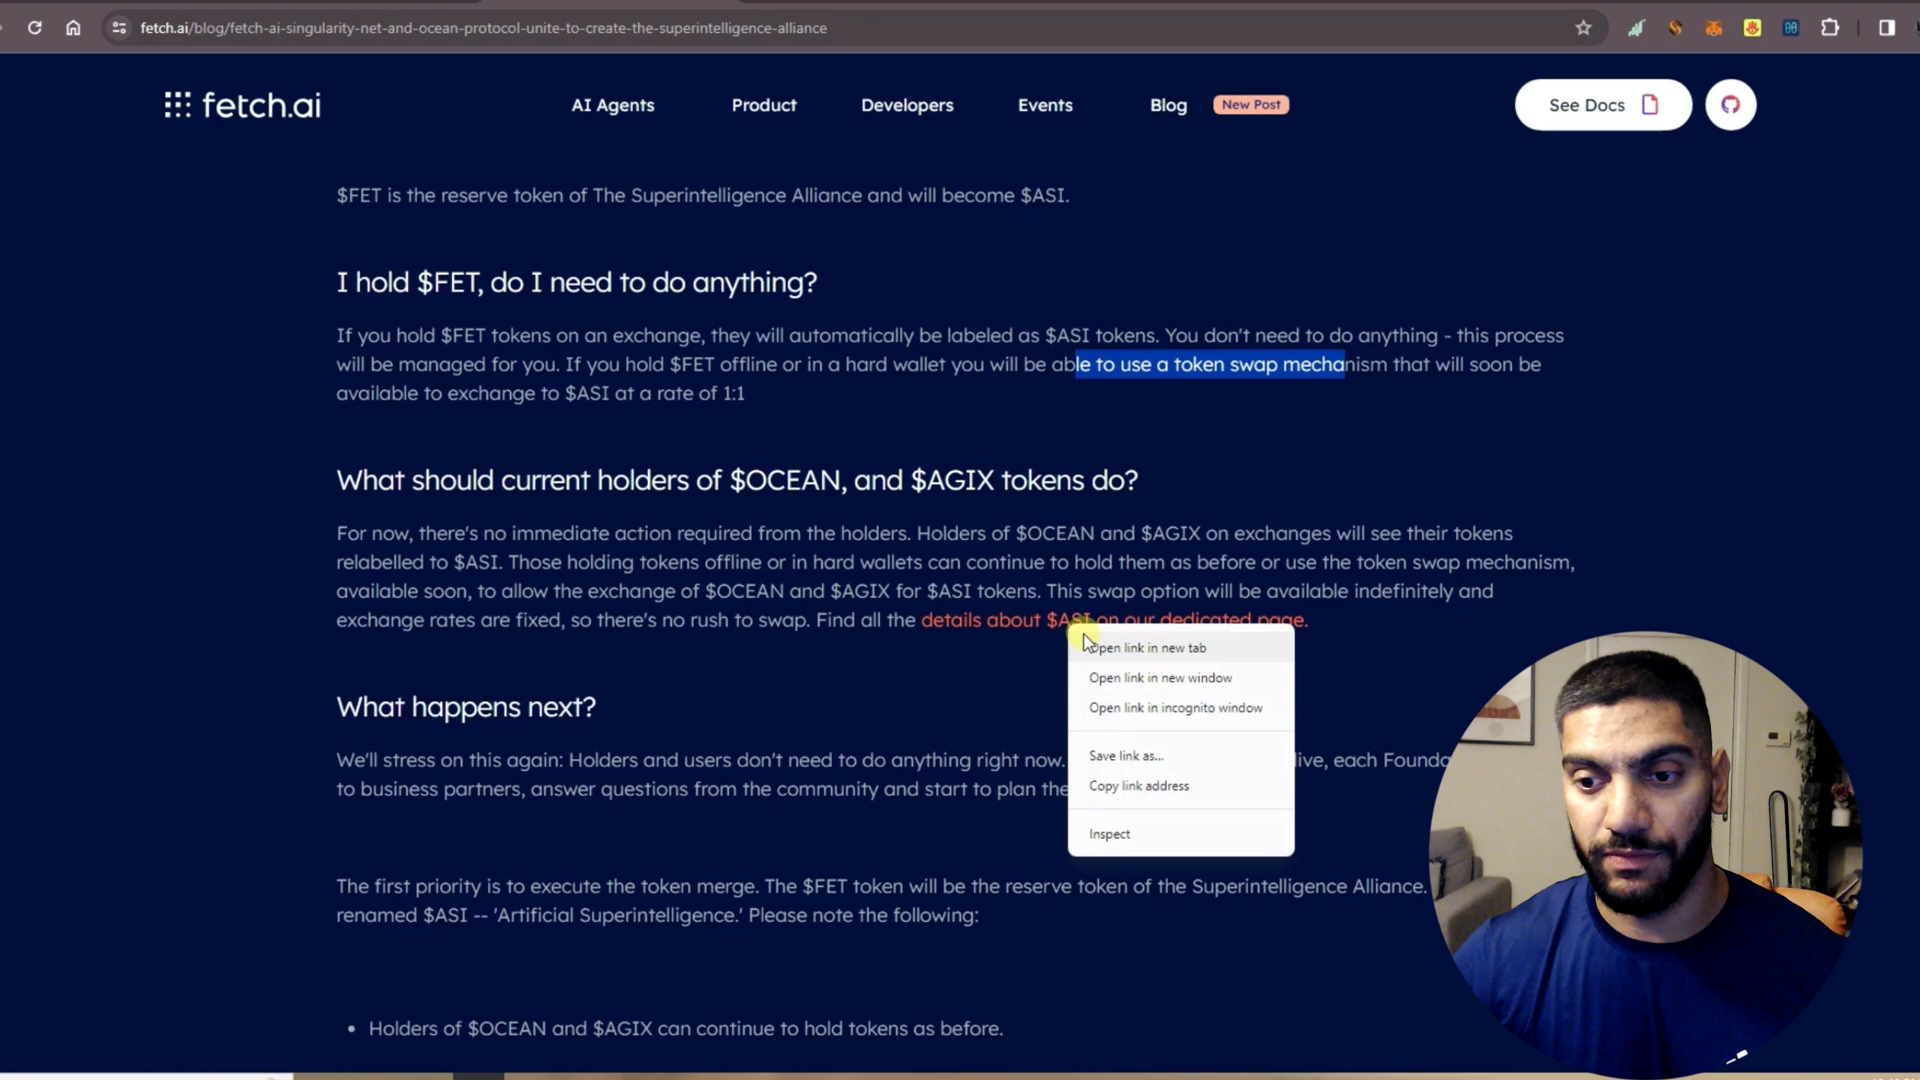 fetch.ai/blog/fetch-ai-singularity-net-and-ocean-protocol-unite-to-create-the-superintelligence-alliance
fetch.ai
AI Agents
Product
Developers
Events
Blog
New Post
See Docs
$FET is the reserve token of The Superintelligence Alliance and will become $ASI.
I hold $FET, do I need to do anything?
If you hold $FET tokens on an exchange, they will automatically be labeled as $ASI tokens. You don't need to do anything - this process
will be managed for you. If you hold $FET offline or in a hard wallet you will be able to use a token swap mechanism that will soon be
available to exchange to $ASI at a rate of 1:1
What should current holders of $OCEAN, and $AGIX tokens do?
For now, there's no immediate action required from the holders. Holders of $OCEAN and $AGIX on exchanges will see their tokens
relabelled to $ASI. Those holding tokens offline or in hard wallets can continue to hold them as before or use the token swap mechanism,
available soon, to allow the exchange of $OCEAN and $AGIX for $ASI tokens. This swap option will be available indefinitely and
exchange rates are fixed, so there's no rush to swap. Find all the details about $ASI on our dedicated page.
Open link in new tab
Open link in new window
Open link in incognito window
Save link as...
Copy link address
Inspect
What happens next?
We'll stress on this again: Holders and users don't need to do anything right now. live, each
to business partners, answer questions from the community and start to plan the
The first priority is to execute the token merge. The $FET token will be the reserve token of the Superintelligence Alliance.
renamed $ASI -- 'Artificial Superintelligence.' Please note the following:
• Holders of $OCEAN and $AGIX can continue to hold tokens as before.